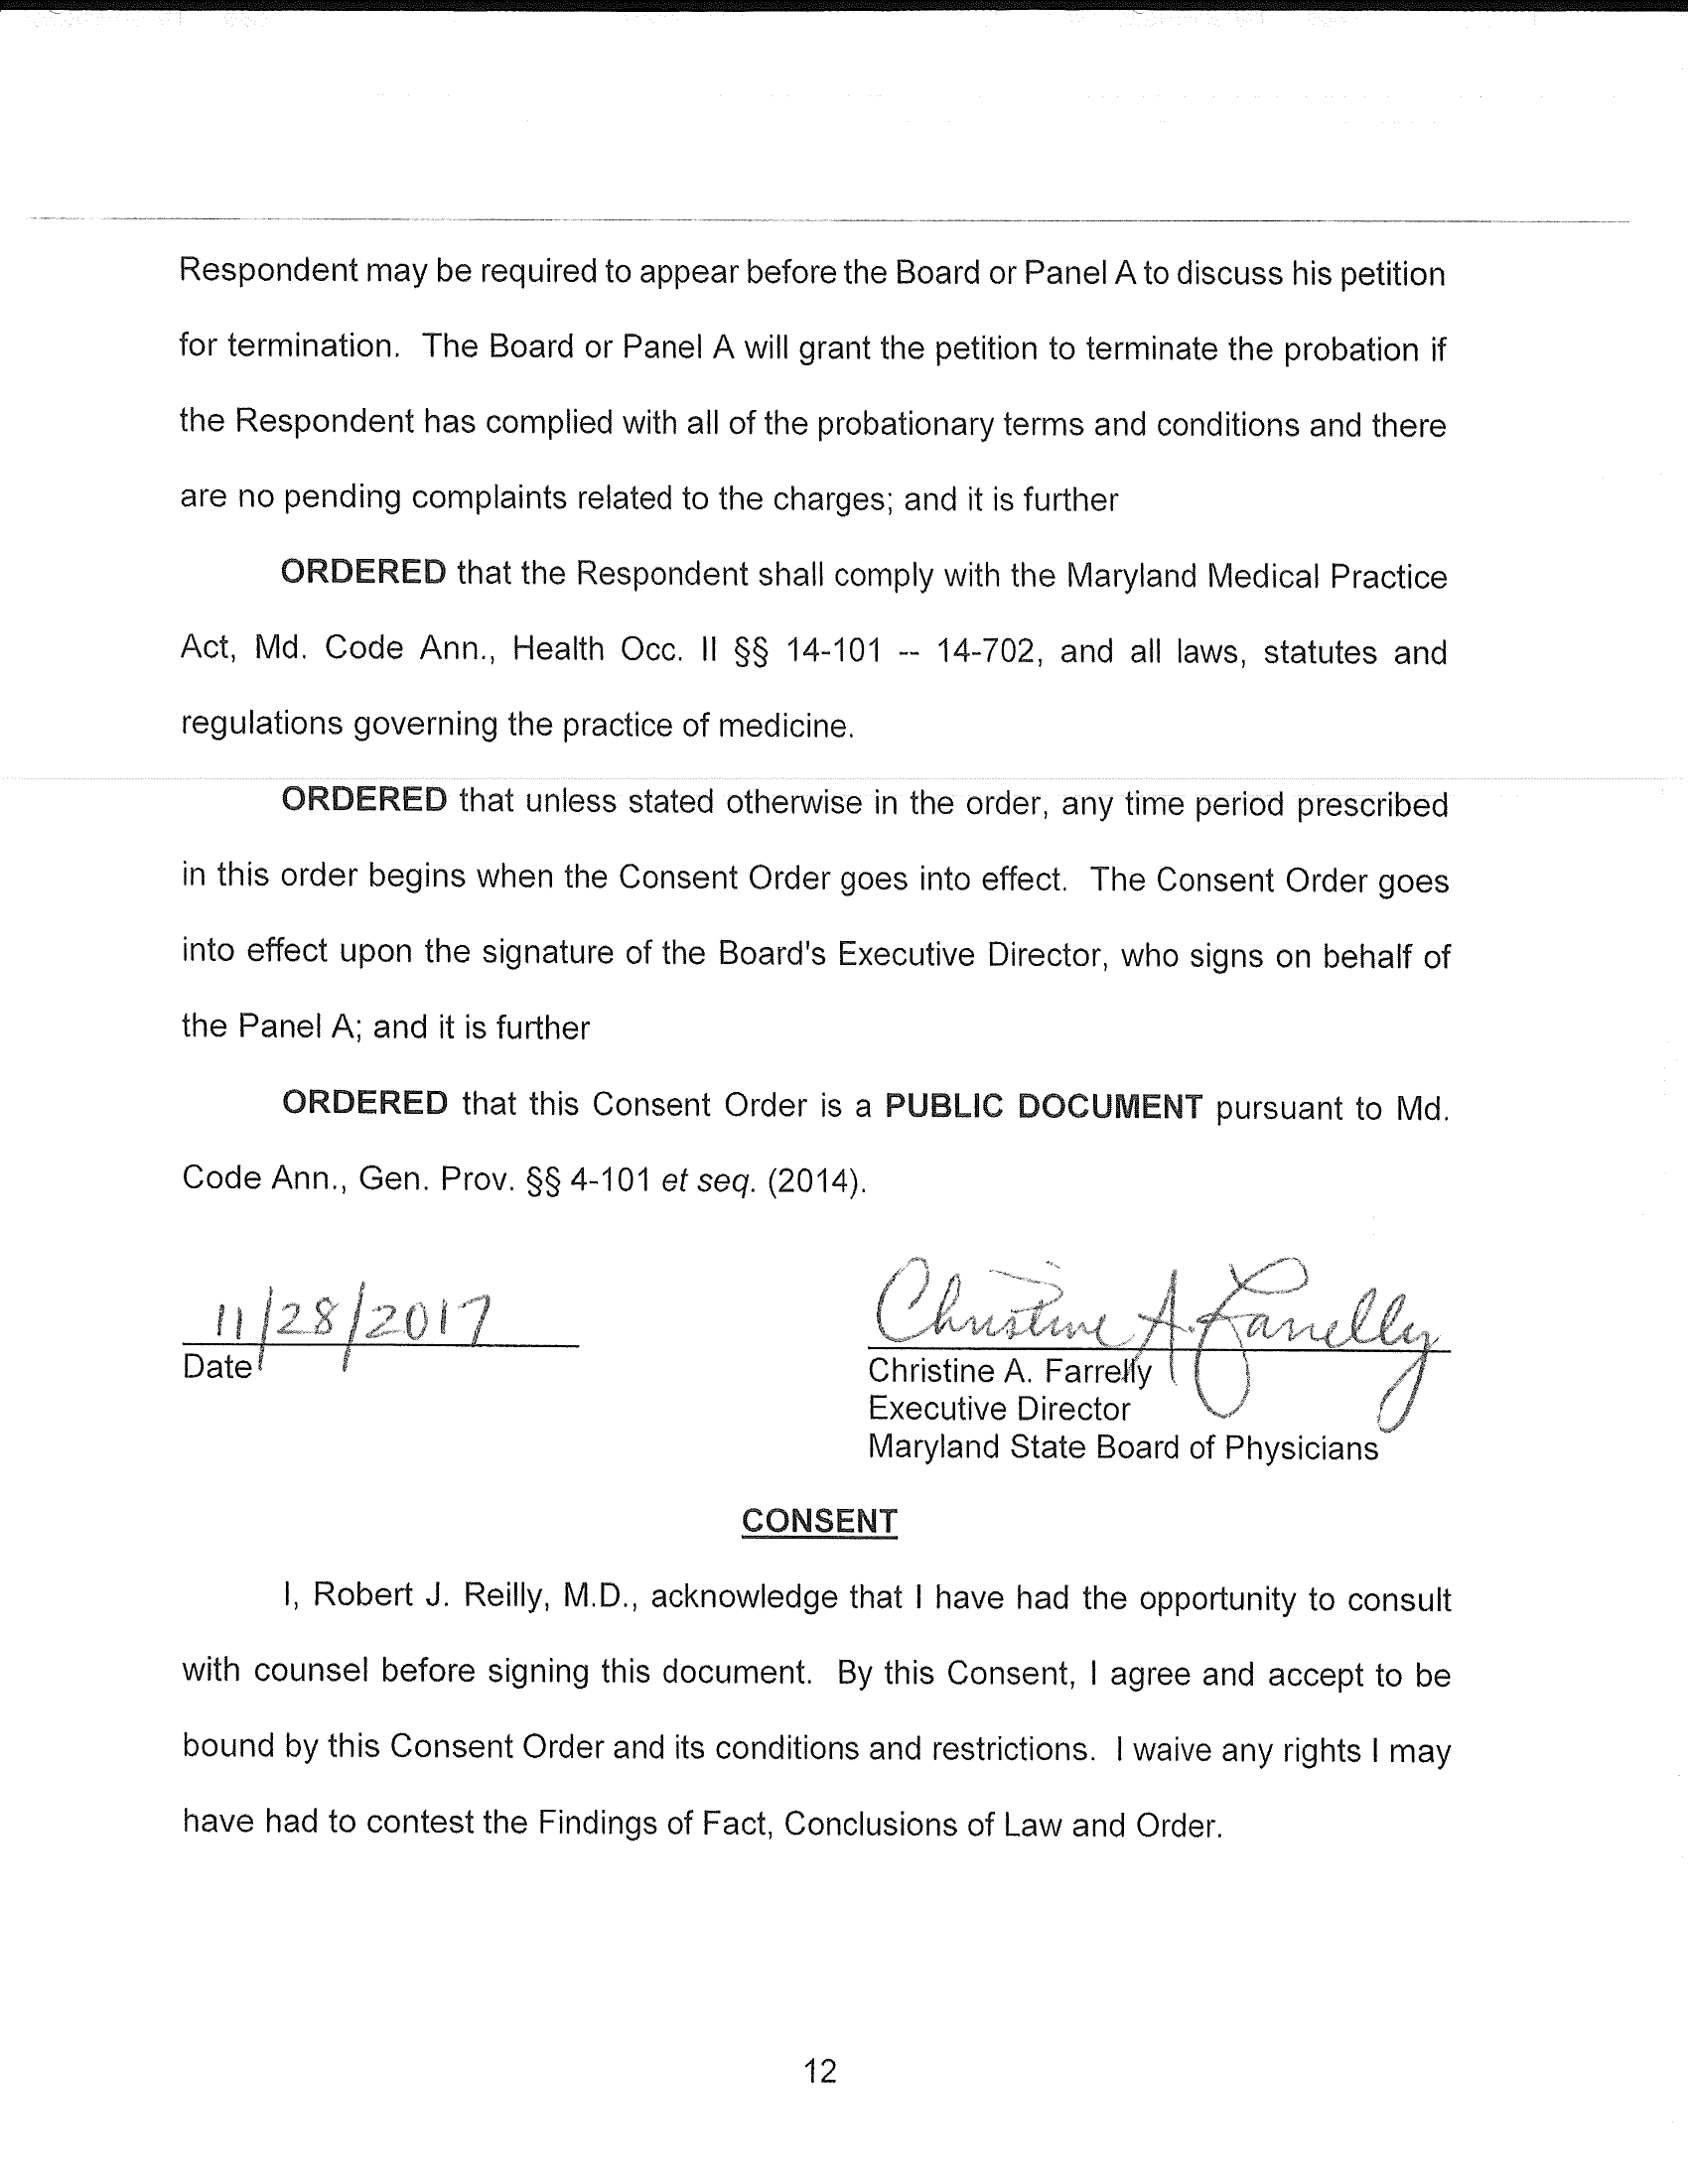 Respondent may be required to appear before the Board or Panel A to discuss his petition
for termination. The Board or Panel A will grant the petition to terminate the probation if
the Respondent has complied with all of the probationary terms and conditions and there
are no pending complaints related to the charges; and it is further
ORDERED that the Respondent shall comply with the Maryland Medical Practice
Act, Md. Code Ann., Health Occ. II §§ 14-101 -- 14-702, and all laws, statutes and
regulations governing the practice of medicine.
ORDERED that unless stated otherwise in the order, any time period prescribed
in this order begins when the Consent Order goes into effect. The Consent Order goes
into effect upon the signature of the Board's Executive Director, who signs on behalf of
the Panel A; and it is further
ORDERED that this Consent Order is a PUBLIC DOCUMENT pursuant to Md.
Code Ann., Gen. Prov. §§ 4-101 et seq. (2014).
11/28/2017
Date
Christine A. Farrelly
Christine A. Farrelly
Executive Director
Maryland State Board of Physicians
CONSENT
I, Robert J. Reilly, M.D., acknowledge that I have had the opportunity to consult
with counsel before signing this document. By this Consent, I agree and accept to be
bound by this Consent Order and its conditions and restrictions. I waive any rights I may
have had to contest the Findings of Fact, Conclusions of Law and Order.
12